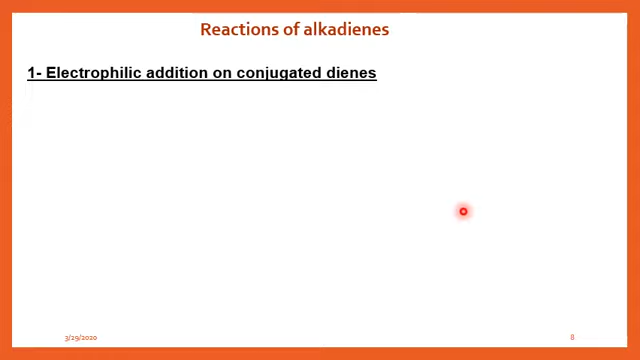 Reactions of alkadienes
1- Electrophilic addition on conjugated dienes
3/29/2020
8